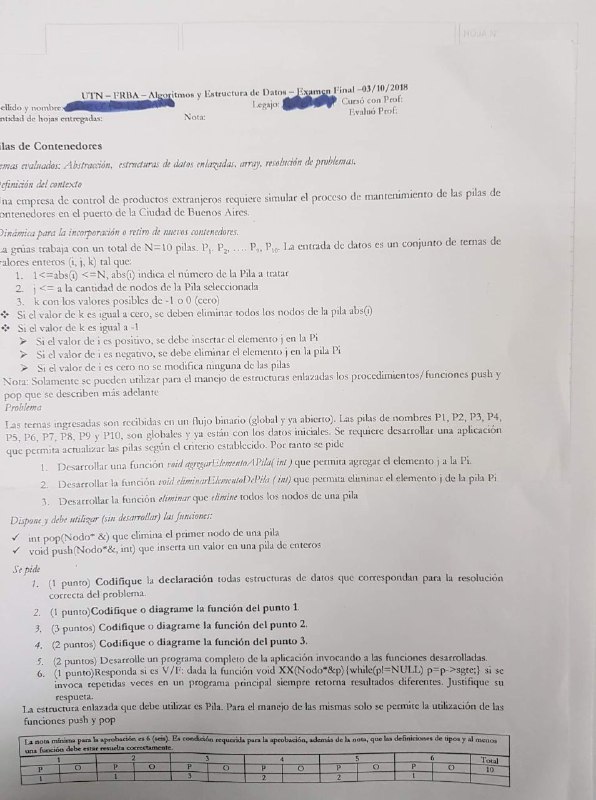 HOJA N°
UTN – FRBA – Algoritmos y Estructura de Datos – Examen Final –03/10/2018
ellido y nombre: Legajo: Cursó con Prof:
ntidad de hojas entregadas: Nota: Evaluó Prof:
ilas de Contenedores
emas evaluados: Abstracción, estructuras de datos enlazadas, array, resolución de problemas.
efinición del contexto
na empresa de control de productos extranjeros requiere simular el proceso de mantenimiento de las pilas de
ontenedores en el puerto de la Ciudad de Buenos Aires.
Dinámica para la incorporación o retiro de nuevos contenedores.
La grúas trabaja con un total de N=10 pilas. P₁, P₂, .... P₉, P₁₀. La entrada de datos es un conjunto de ternas de
valores enteros (i, j, k) tal que:
1. 1<=abs(i) <=N, abs(i) indica el número de la Pila a tratar
2. j <= a la cantidad de nodos de la Pila seleccionada
3. k con los valores posibles de -1 o 0 (cero)
❖ Si el valor de k es igual a cero, se deben eliminar todos los nodos de la pila abs(i)
❖ Si el valor de k es igual a -1
➢ Si el valor de i es positivo, se debe insertar el elemento j en la Pi
➢ Si el valor de i es negativo, se debe eliminar el elemento j en la pila Pi
➢ Si el valor de i es cero no se modifica ninguna de las pilas
Nota: Solamente se pueden utilizar para el manejo de estructuras enlazadas los procedimientos/funciones push y
pop que se describen más adelante
Problema
Las ternas ingresadas son recibidas en un flujo binario (global y ya abierto). Las pilas de nombres P1, P2, P3, P4,
P5, P6, P7, P8, P9 y P10, son globales y ya están con los datos iniciales. Se requiere desarrollar una aplicación
que permita actualizar las pilas según el criterio establecido. Por tanto se pide
1. Desarrollar una función void agregarElementoAPila( int ) que permita agregar el elemento j a la Pi.
2. Desarrollar la función void eliminarElementoDePila ( int) que permita eliminar el elemento j de la pila Pi
3. Desarrollar la función eliminar que elimine todos los nodos de una pila
Dispone y debe utilizar (sin desarrollar) las funciones:
✓ int pop(Nodo* &) que elimina el primer nodo de una pila
✓ void push(Nodo*&, int) que inserta un valor en una pila de enteros
Se pide
1. (1 punto) Codifique la declaración todas estructuras de datos que correspondan para la resolución
correcta del problema.
2. (1 punto)Codifique o diagrame la función del punto 1
3. (3 puntos) Codifique o diagrame la función del punto 2.
4. (2 puntos) Codifique o diagrame la función del punto 3.
5. (2 puntos) Desarrolle un programa completo de la aplicación invocando a las funciones desarrolladas.
6. (1 punto)Responda si es V/F: dada la función void XX(Nodo*&p){while(p!=NULL) p=p->sgte;} si se
invoca repetidas veces en un programa principal siempre retorna resultados diferentes. Justifique su
respuesta.
La estructura enlazada que debe utilizar es Pila. Para el manejo de las mismas solo se permite la utilización de las
funciones push y pop
La nota mínima para la aprobación es 6 (seis). Es condición requerida para la aprobación, además de la nota, que las definiciones de tipos y al menos
una función debe estar resuelta correctamente.
1 2 3 4 5 6 Total
P O P O P O P O P O P O 10
1 1 3 2 2 1